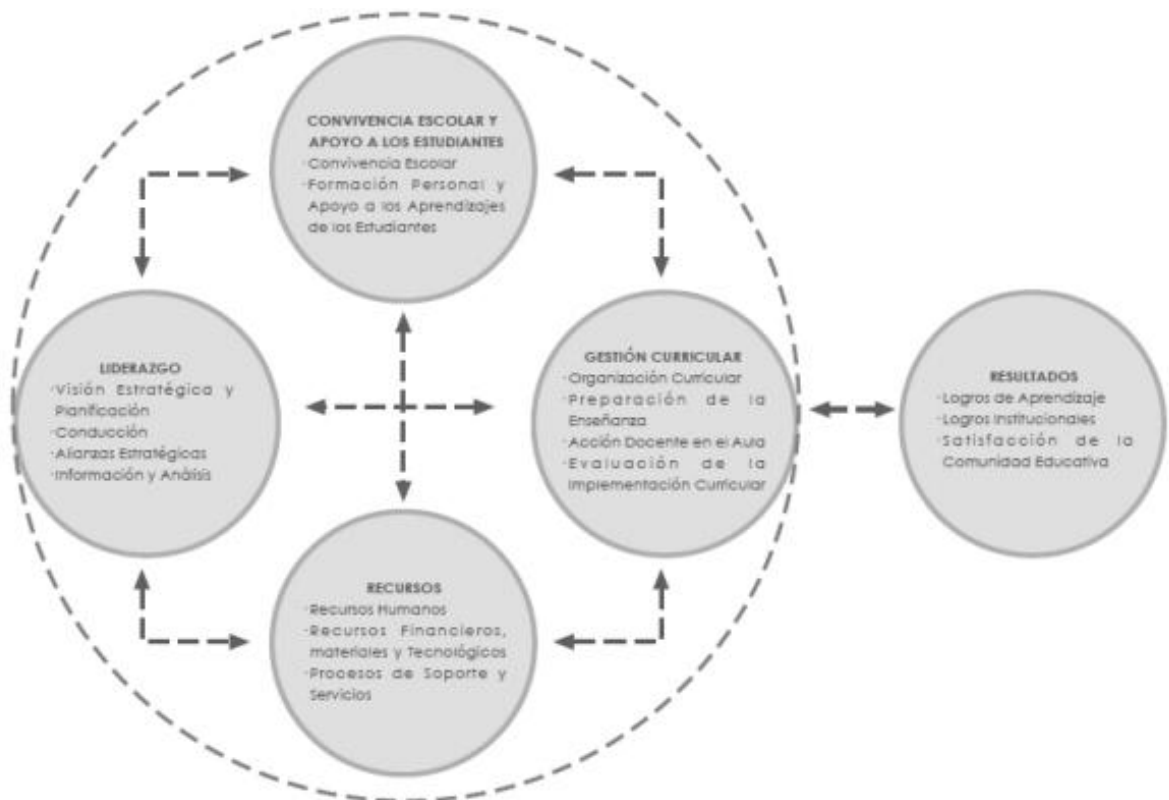 CONVIVENCIA ESCOLAR Y
APOYO A LOS ESTUDIANTES
·Convivencia Escolar
·Formación Personal y
Apoyo a los Aprendizajes
de los Estudiantes
LIDERAZGO
·Visión Estratégica y
Planificación
·Conducción
·Alianzas Estratégicas
·Información y Análisis
GESTIÓN CURRICULAR
·Organización Curricular
·Preparación de la
Enseñanza
·Acción Docente en el Aula
·Evaluación de la
Implementación Curricular
RESULTADOS
·Logros de Aprendizaje
·Logros Institucionales
·Satisfacción de la
Comunidad Educativa
RECURSOS
·Recursos Humanos
·Recursos Financieros,
materiales y Tecnológicos
·Procesos de Soporte y
Servicios